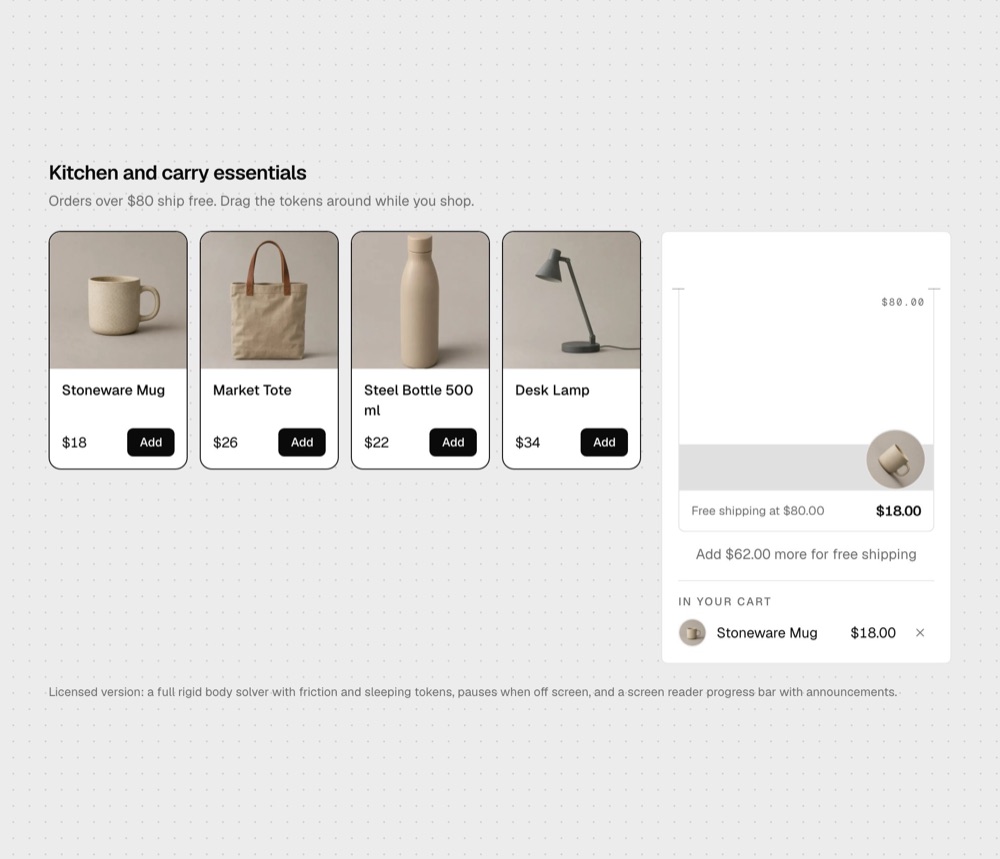 Kitchen and carry essentials
Orders over $80 ship free. Drag the tokens around while you shop.
Stoneware Mug
$18
Add
Market Tote
$26
Add
Steel Bottle 500
ml
$22
Add
Desk Lamp
$34
Add
$80.00
Free shipping at $80.00
$18.00
Add $62.00 more for free shipping
IN YOUR CART
Stoneware Mug
$18.00
×
Licensed version: a full rigid body solver with friction and sleeping tokens, pauses when off screen, and a screen reader progress bar with announcements.